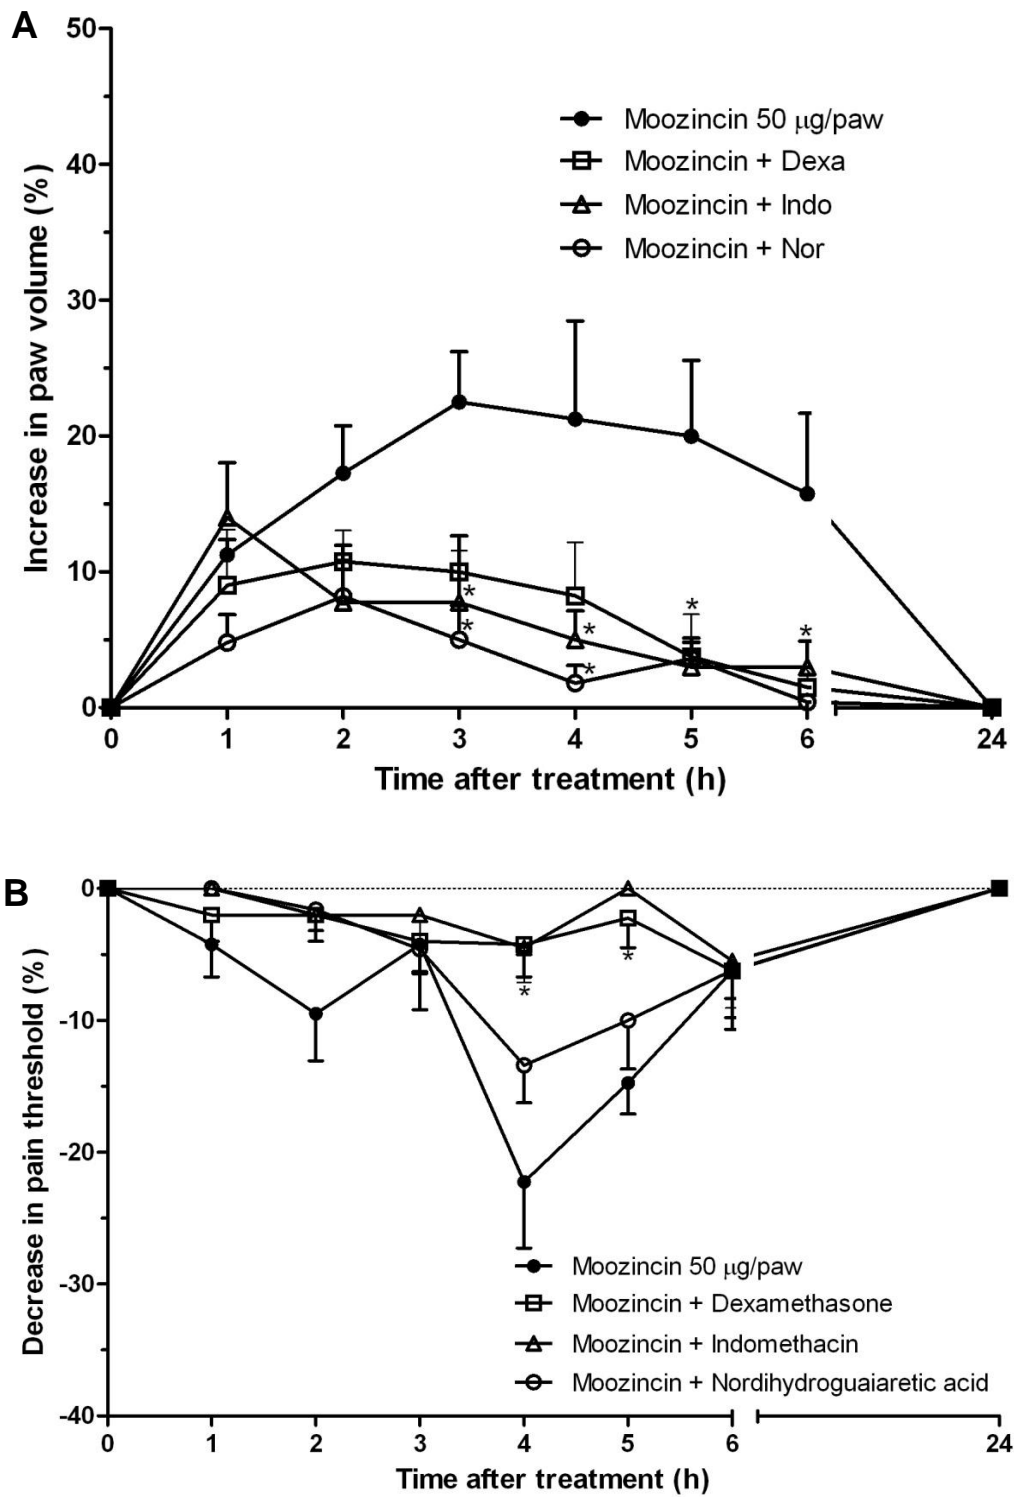 A
50
40
30
20
10
0
Increase in paw volume (%)
Moozincin 50 μg/paw
Moozincin + Dexa
Moozincin + Indo
Moozincin + Nor
*
*
*
*
*
*
0 1 2 3 4 5 6 24
Time after treatment (h)
B
0
-10
-20
-30
-40
Decrease in pain threshold (%)
*
*
Moozincin 50 μg/paw
Moozincin + Dexamethasone
Moozincin + Indomethacin
Moozincin + Nordihydroguaiaretic acid
0 1 2 3 4 5 6 24
Time after treatment (h)